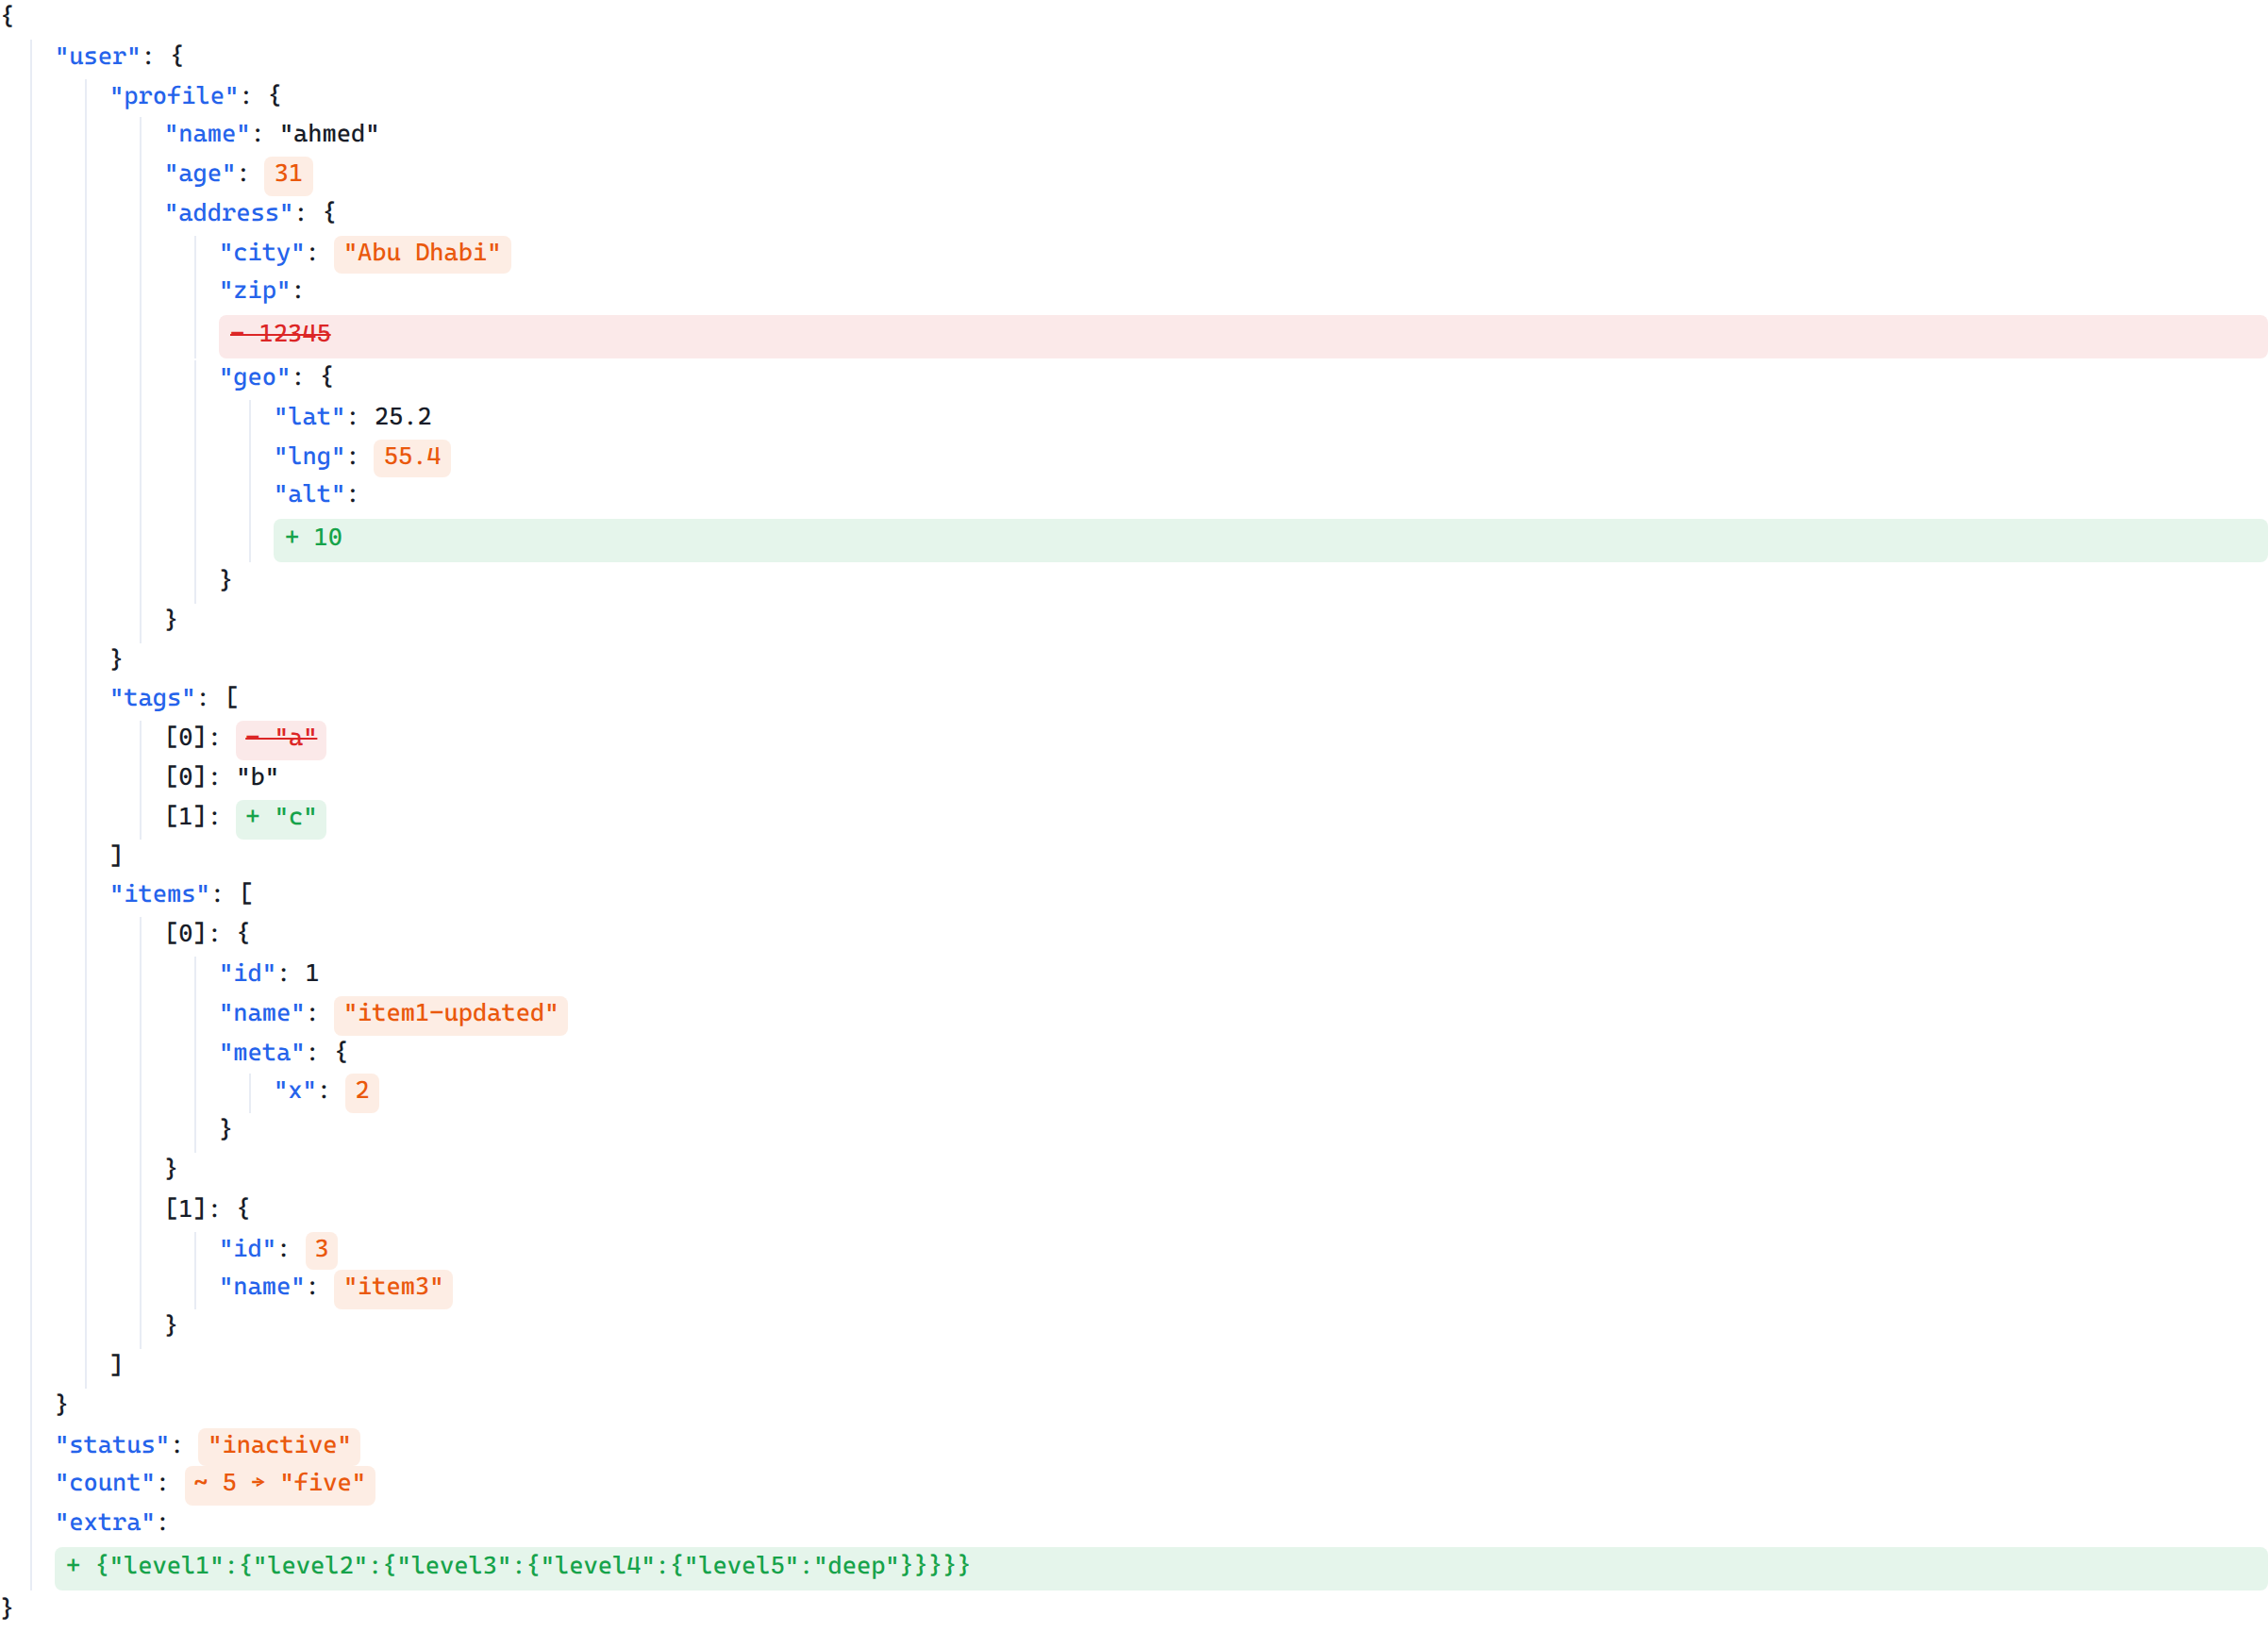 {
"user": {
"profile": {
"name": "ahmed"
"age": 31
"address": {
"city": "Abu Dhabi"
"zip":
- 12345
"geo": {
"lat": 25.2
"lng": 55.4
"alt":
+ 10
}
}
}
"tags": [
[0]: - "a"
[0]: "b"
[1]: + "c"
]
"items": [
[0]: {
"id": 1
"name": "item1-updated"
"meta": {
"x": 2
}
}
[1]: {
"id": 3
"name": "item3"
}
]
}
"status": "inactive"
"count": ~ 5 → "five"
"extra":
+ {"level1":{"level2":{"level3":{"level4":{"level5":"deep"}}}}}
}